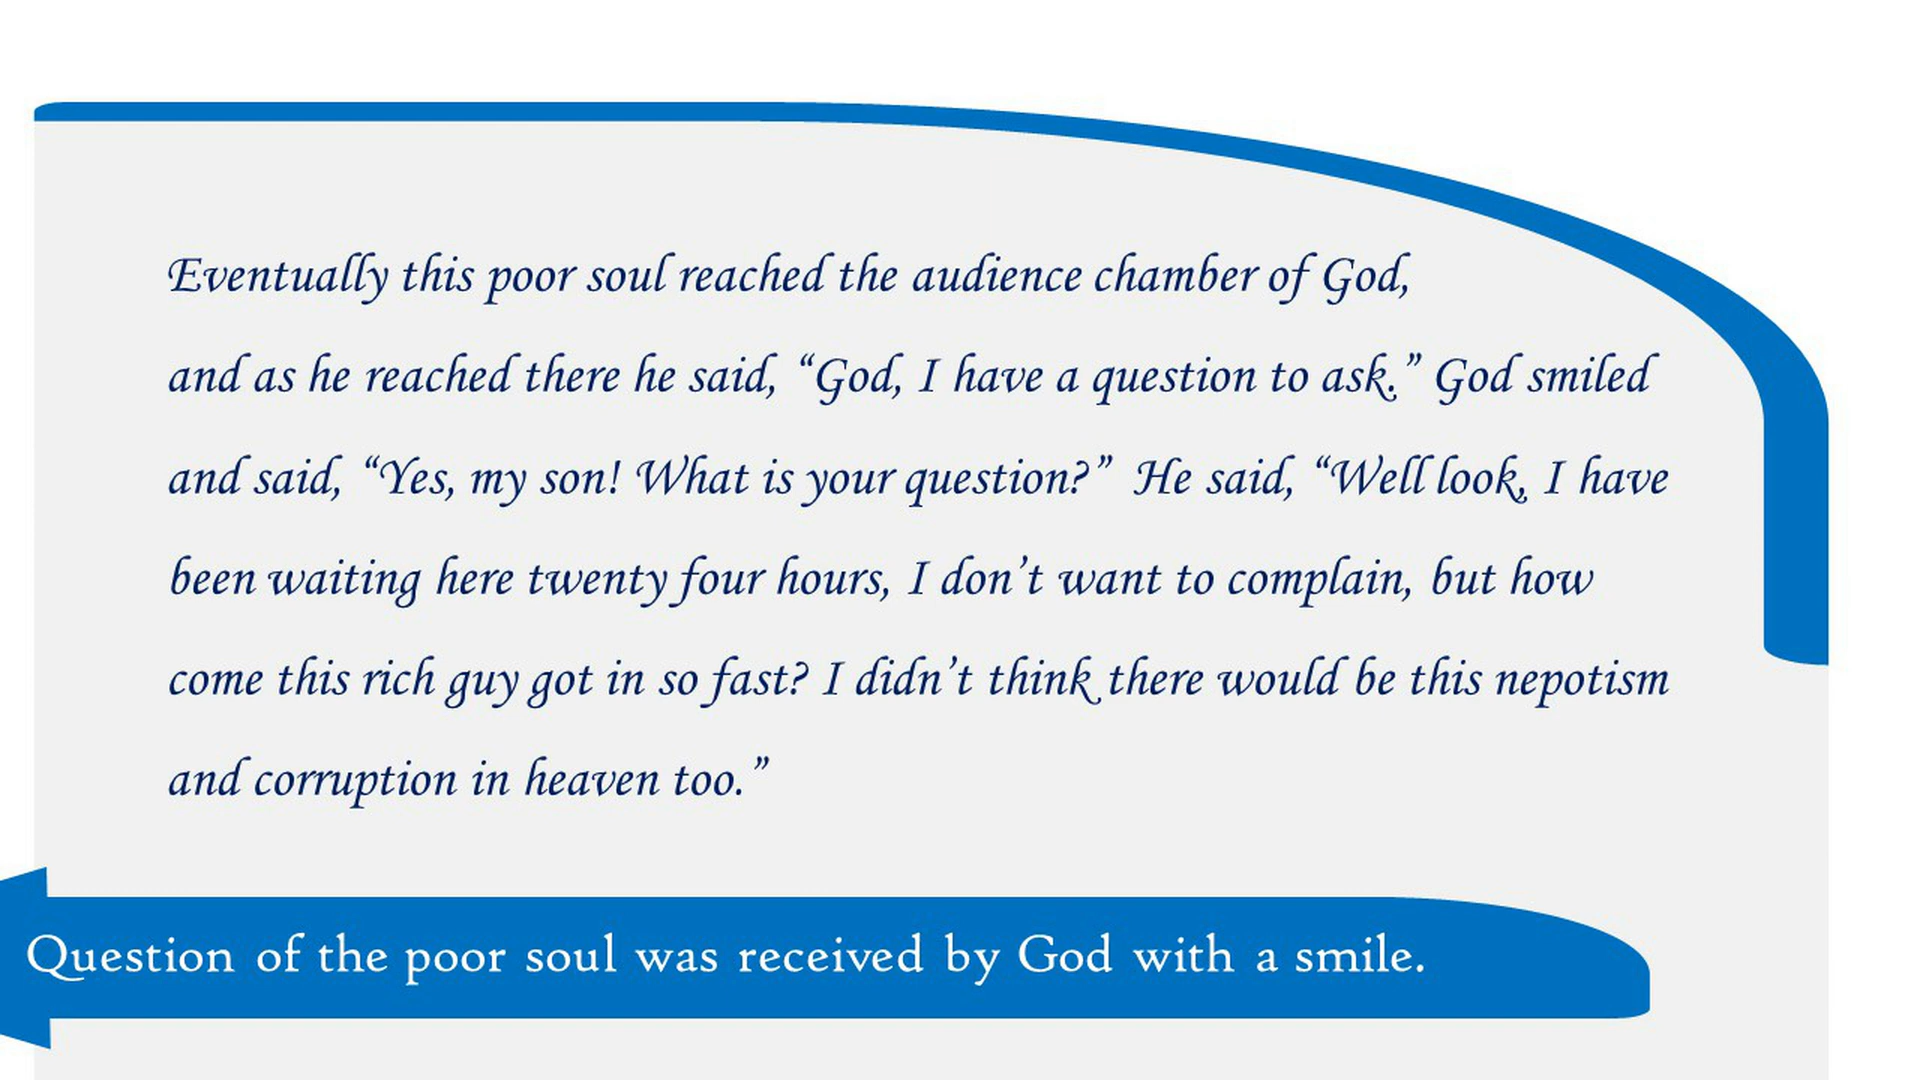 Eventually this poor soul reached the audience chamber of God,
and as he reached there he said, “God, I have a question to ask.” God smiled
and said, “Yes, my son! What is your question?”  He said, “Well look, I have
been waiting here twenty four hours, I don’t want to complain, but how
come this rich guy got in so fast? I didn’t think there would be this nepotism
and corruption in heaven too.”
Question of the poor soul was received by God with a smile.